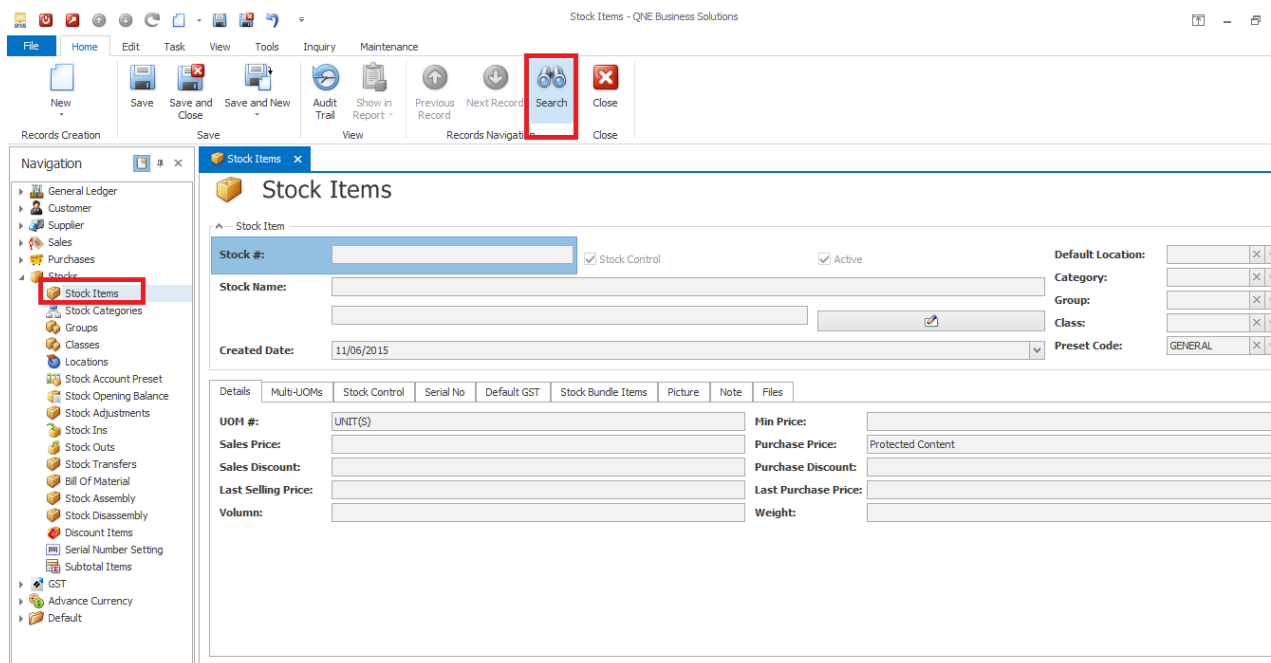 Stock Items - QNE Business Solutions
File Home Edit Task View Tools Inquiry Maintenance
New Save Save and Close Save and New Audit Trail Show in Report Previous Record Next Record Search Close
Records Creation Save View Records Navigation Close
Navigation
General Ledger
Customer
Supplier
Sales
Purchases
Stocks
Stock Items
Stock Categories
Groups
Classes
Locations
Stock Account Preset
Stock Opening Balance
Stock Adjustments
Stock Ins
Stock Outs
Stock Transfers
Bill Of Material
Stock Assembly
Stock Disassembly
Discount Items
Serial Number Setting
Subtotal Items
GST
Advance Currency
Default
Stock Items
Stock Items
Stock Item
Stock #: Stock Control Active Default Location:
Category:
Stock Name:
Group:
Class:
Created Date: 11/06/2015 Preset Code: GENERAL
Details Multi-UOMs Stock Control Serial No Default GST Stock Bundle Items Picture Note Files
UOM #: UNIT(S) Min Price:
Sales Price: Purchase Price: Protected Content
Sales Discount: Purchase Discount:
Last Selling Price: Last Purchase Price:
Volumn: Weight: